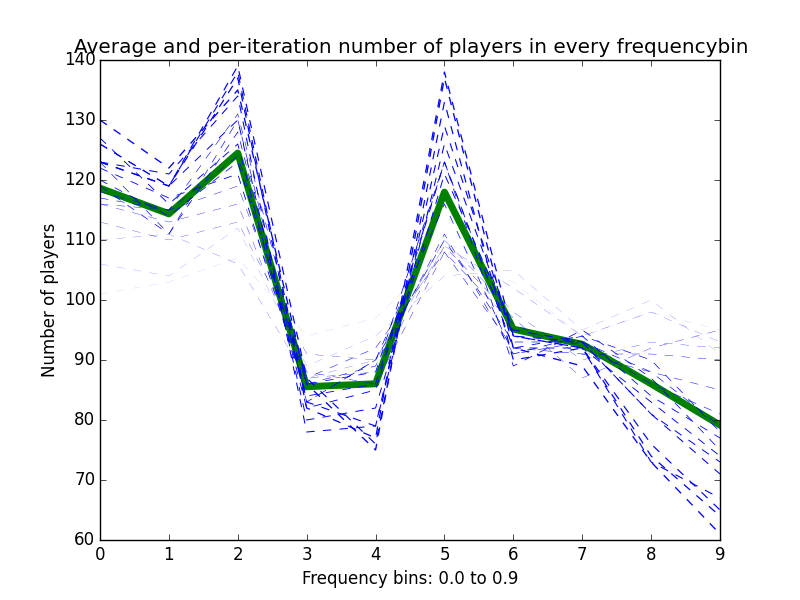 Average and per-iteration number of players in every frequencybin
140
130
120
110
100
90
80
70
60
Number of players
0 1 2 3 4 5 6 7 8 9
Frequency bins: 0.0 to 0.9